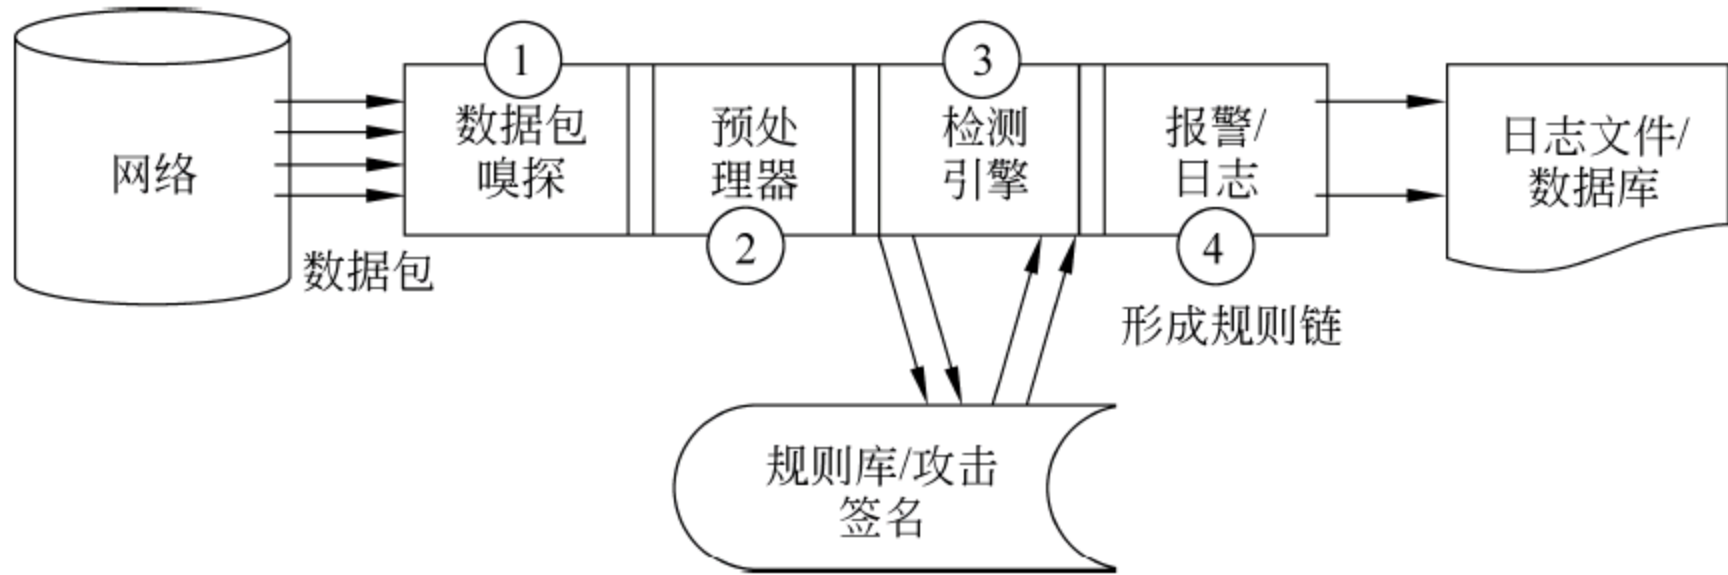 网络
数据包
1
数据包
嗅探
预处
理器
2
3
检测
引擎
报警/
日志
4
形成规则链
日志文件/
数据库
规则库/攻击
签名